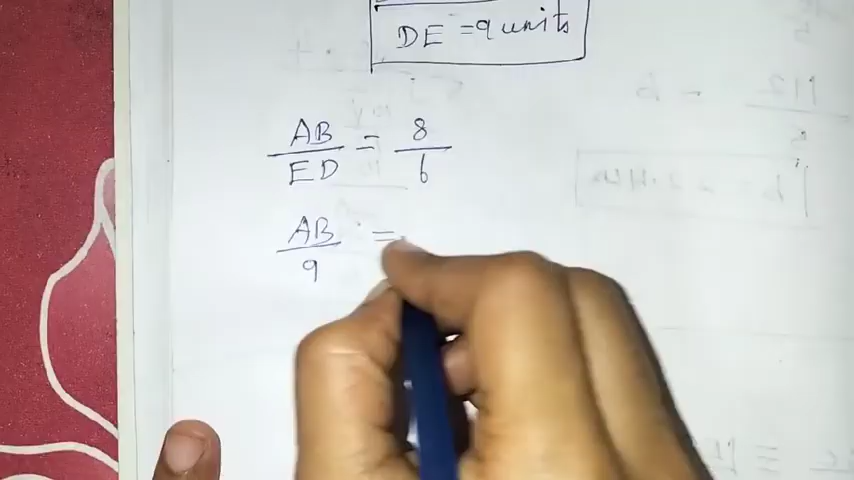 DE = 9 units
AB/ED = 8/6
AB/9 =